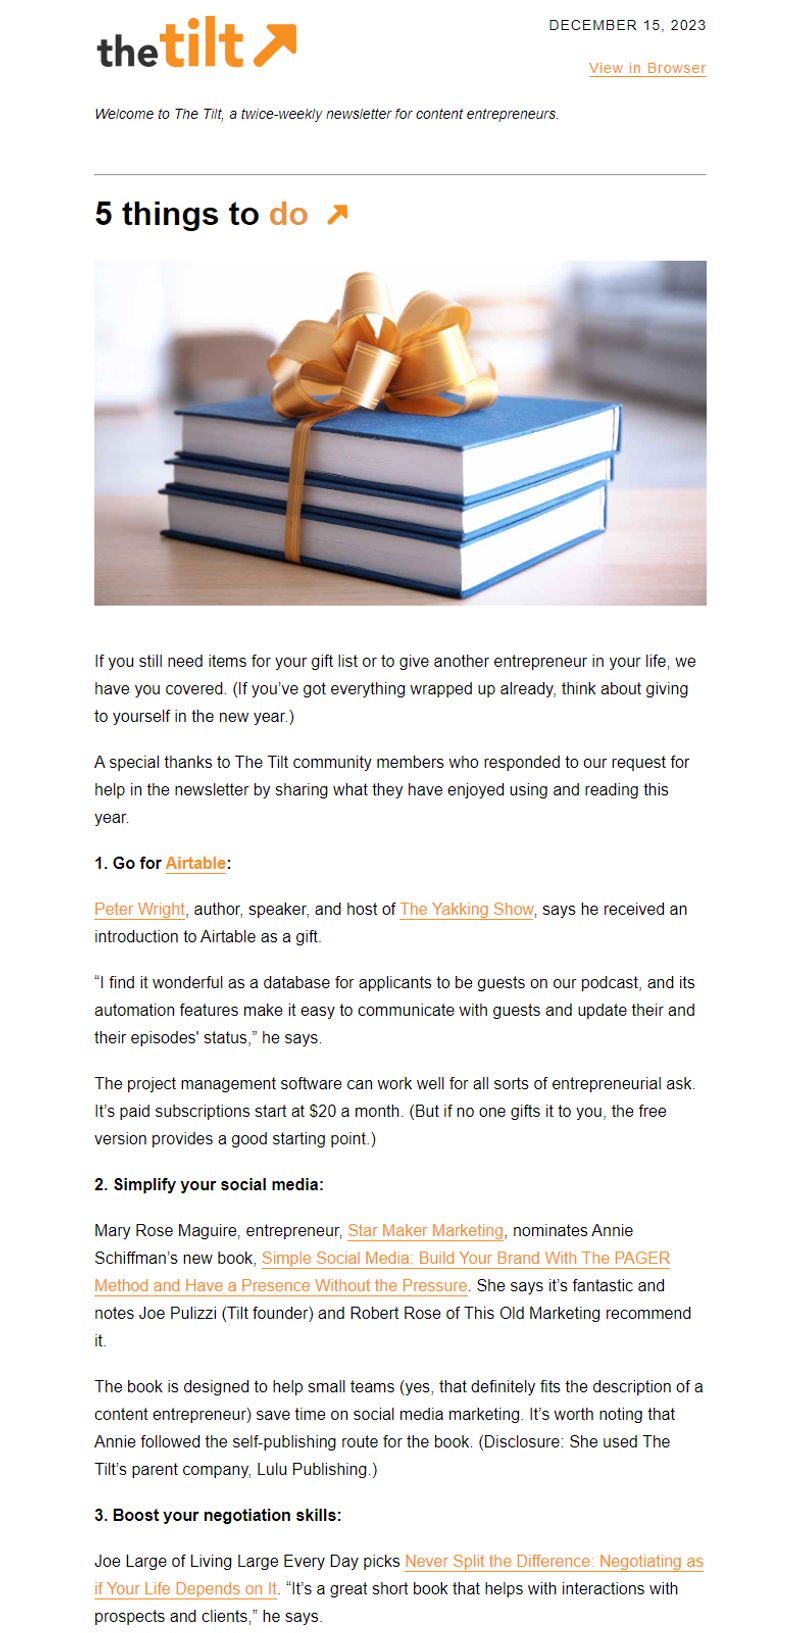 thetilt
DECEMBER 15, 2023
View in Browser
Welcome to The Tilt, a twice-weekly newsletter for content entrepreneurs.
5 things to do
If you still need items for your gift list or to give another entrepreneur in your life, we
have you covered. (If you’ve got everything wrapped up already, think about giving
to yourself in the new year.)
A special thanks to The Tilt community members who responded to our request for
help in the newsletter by sharing what they have enjoyed using and reading this
year.
1. Go for Airtable:
Peter Wright, author, speaker, and host of The Yakking Show, says he received an
introduction to Airtable as a gift.
“I find it wonderful as a database for applicants to be guests on our podcast, and its
automation features make it easy to communicate with guests and update their and
their episodes' status,” he says.
The project management software can work well for all sorts of entrepreneurial ask.
It’s paid subscriptions start at $20 a month. (But if no one gifts it to you, the free
version provides a good starting point.)
2. Simplify your social media:
Mary Rose Maguire, entrepreneur, Star Maker Marketing, nominates Annie
Schiffman’s new book, Simple Social Media: Build Your Brand With The PAGER
Method and Have a Presence Without the Pressure. She says it’s fantastic and
notes Joe Pulizzi (Tilt founder) and Robert Rose of This Old Marketing recommend
it.
The book is designed to help small teams (yes, that definitely fits the description of a
content entrepreneur) save time on social media marketing. It’s worth noting that
Annie followed the self-publishing route for the book. (Disclosure: She used The
Tilt’s parent company, Lulu Publishing.)
3. Boost your negotiation skills:
Joe Large of Living Large Every Day picks Never Split the Difference: Negotiating as
if Your Life Depends on It. “It’s a great short book that helps with interactions with
prospects and clients,” he says.